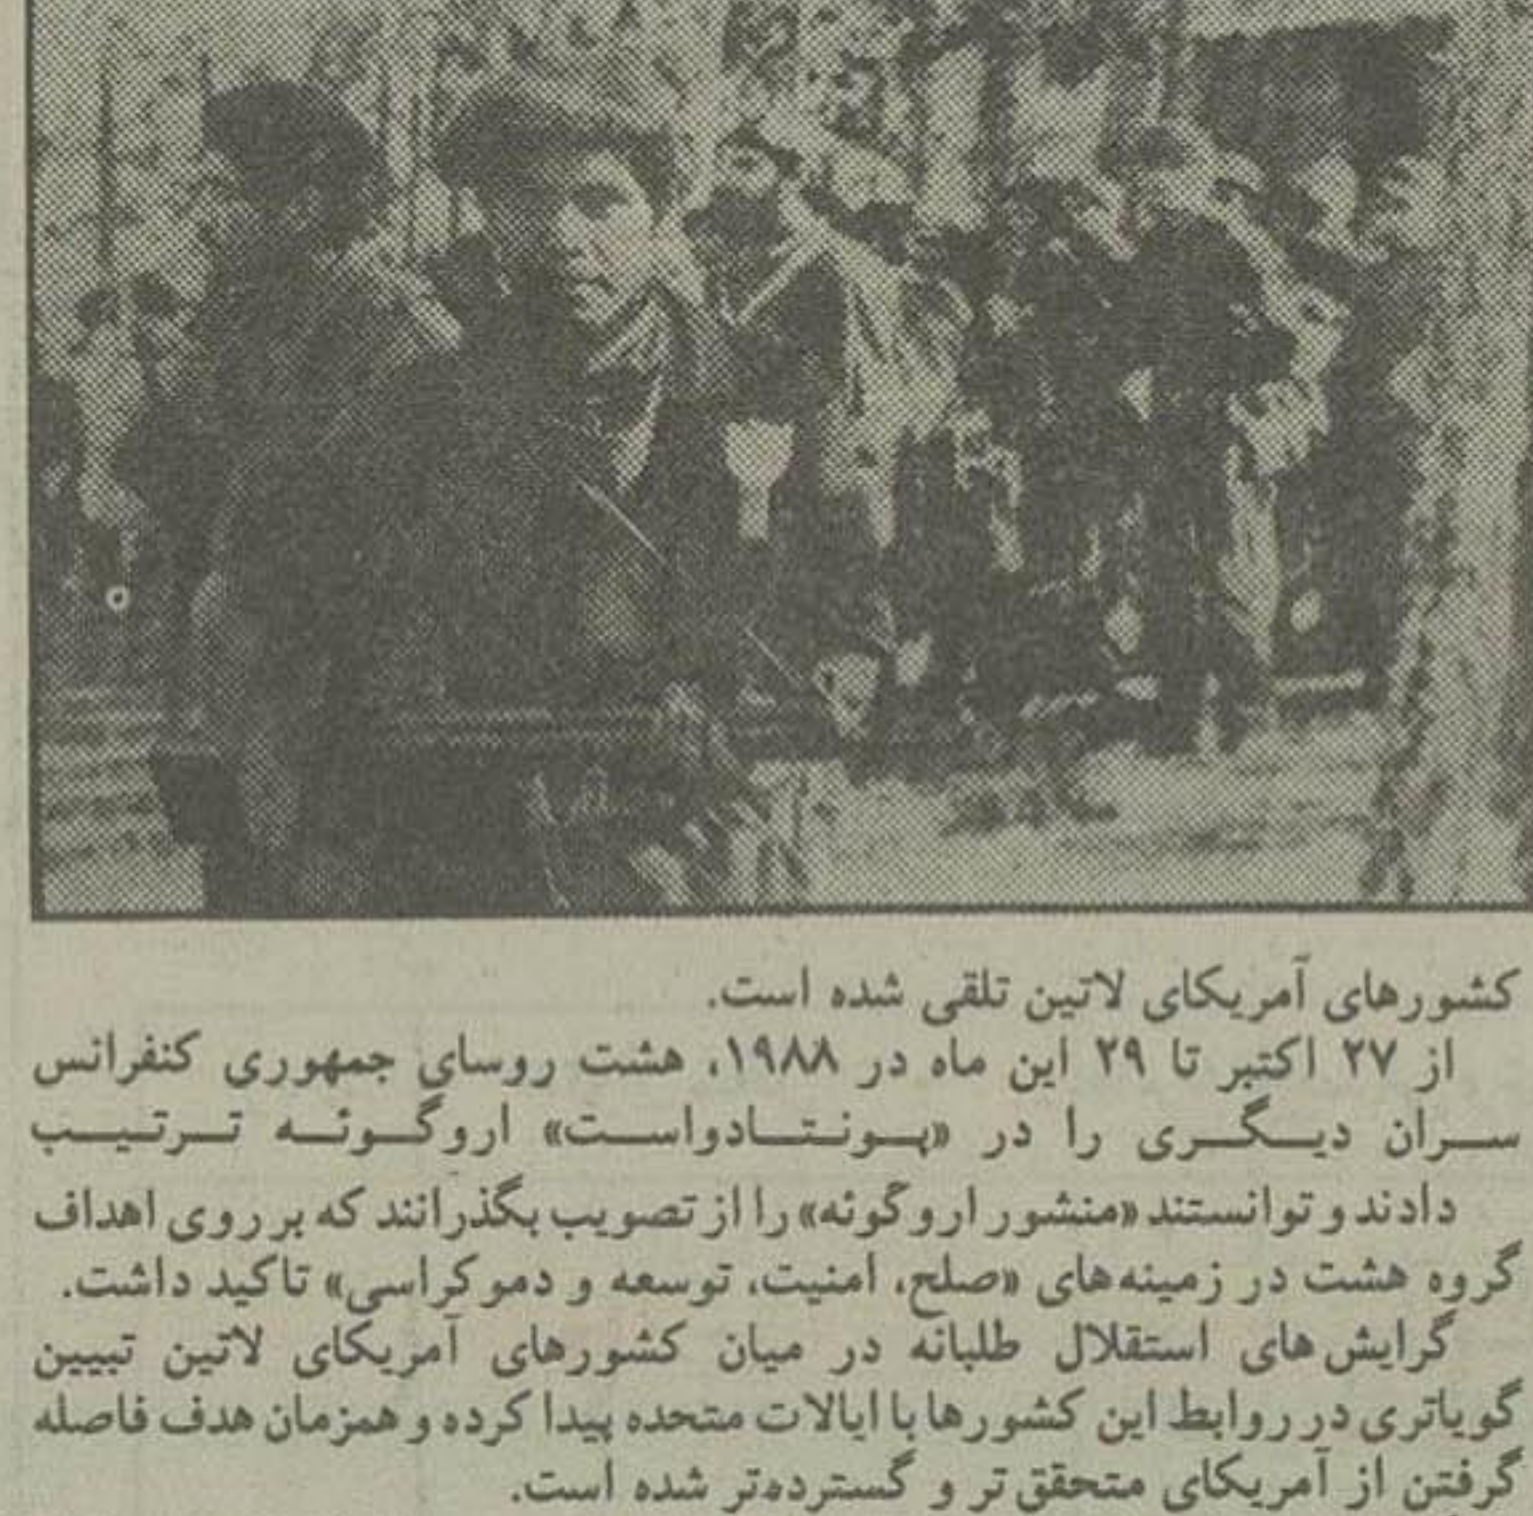 کشورهای آمریکای لاتین تلقی شده است.
از ۲۷ اکتبر تا ۲۹ این ماه در ۱۹۸۸، هشت روسای جمهوری کنفرانس
سران دیگری را در «پونتادواست» اروگوئه ترتیب
دادند و توانستند «منشور اروگوئه» را از تصویب بگذرانند که بر روی اهداف
گروه هشت در زمینه‌های «صلح، امنیت، توسعه و دموکراسی» تاکید داشت.
گرایش‌های استقلال طلبانه در میان کشورهای آمریکای لاتین تبیین
گویاتری در روابط این کشورها با ایالات متحده پیدا کرده و همزمان هدف فاصله
گرفتن از آمریکای متحقق‌تر و گسترده‌تر شده است.